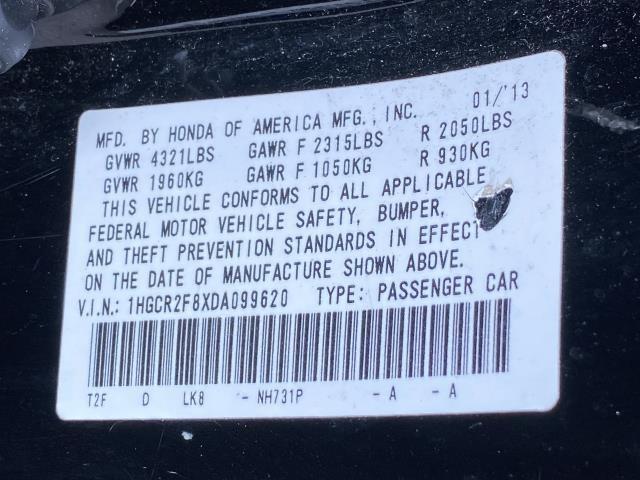 MFD. BY HONDA OF AMERICA MFG., INC. 01/'13
GVWR 4321LBS GAWR F 2315LBS R 2050LBS
GVWR 1960KG GAWR F 1050KG R 930KG
THIS VEHICLE CONFORMS TO ALL APPLICABLE
FEDERAL MOTOR VEHICLE SAFETY, BUMPER,
AND THEFT PREVENTION STANDARDS IN EFFECT
ON THE DATE OF MANUFACTURE SHOWN ABOVE.
V.I.N.: 1HGCR2F8XDA099620 TYPE: PASSENGER CAR
T2F D LK8 - NH731P - A - A